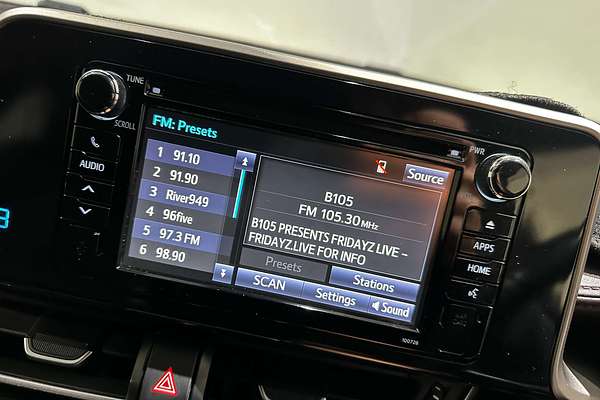 TUNE
SCROLL
AUDIO
FM: Presets
1 91.10
2 91.90
3 River949
4 96five
5 97.3 FM
6 98.90
Source
B105
FM 105.30 MHz
B105 PRESENTS FRIDAYZ LIVE –
FRIDAYZ.LIVE FOR INFO
Presets
Stations
SCAN
Settings
Sound
PWR
APPS
HOME
100728